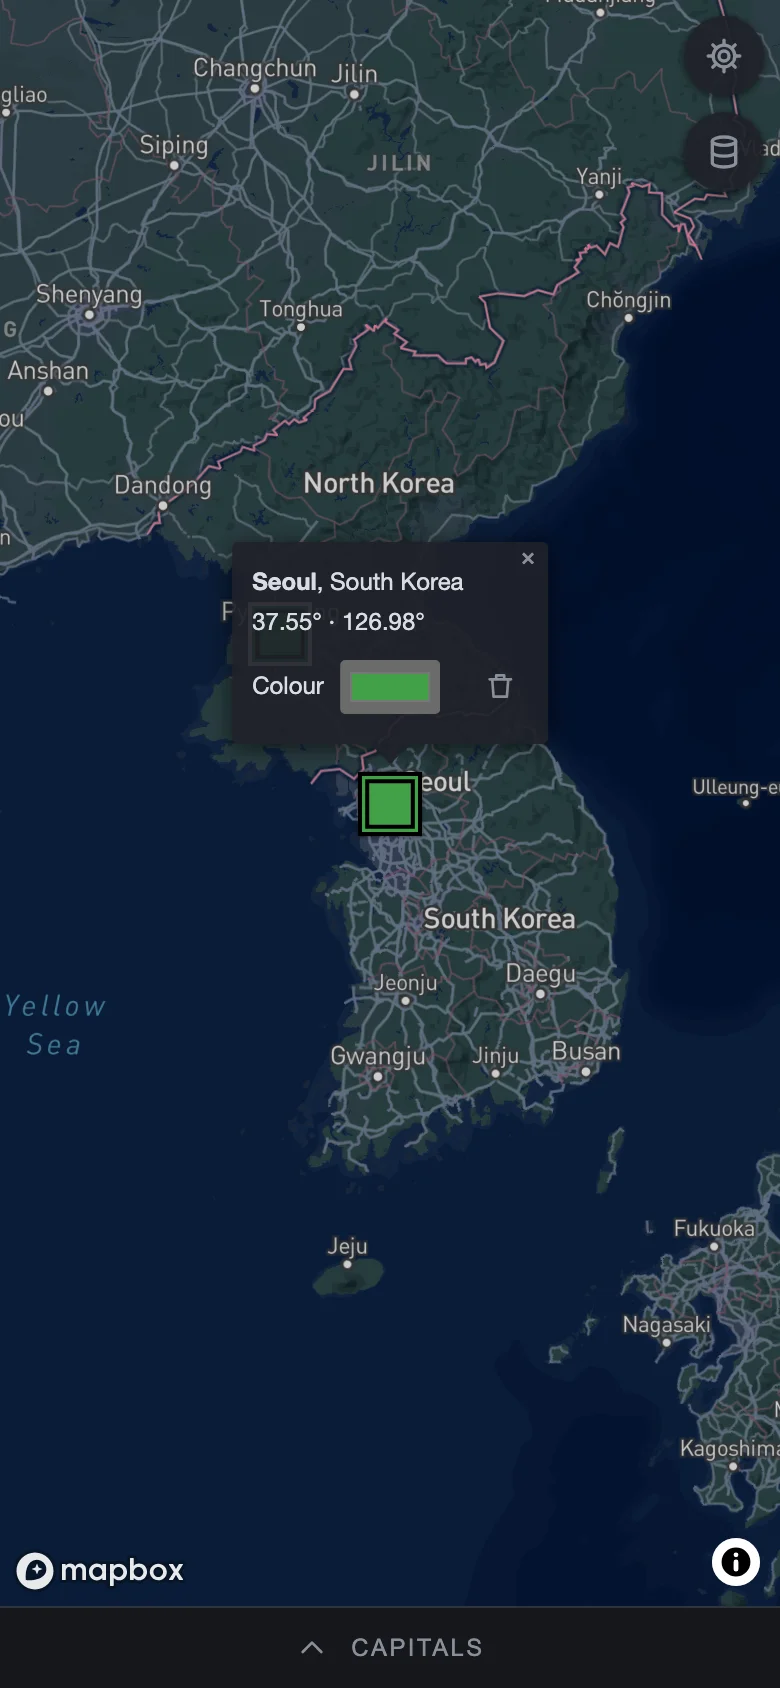 Changchun
Jilin
gliao
Siping
JILIN
Yanji
Shenyang
Tonghua
Chŏngjin
G
Anshan
ou
Dandong
North Korea
n
Seoul, South Korea
37.55° · 126.98°
Colour
eoul
Ulleung-e
South Korea
Daegu
Jeonju
Yellow
Sea
Gwangju
Jinju
Busan
Fukuoka
Jeju
Nagasaki
Kagoshima
mapbox
CAPITALS